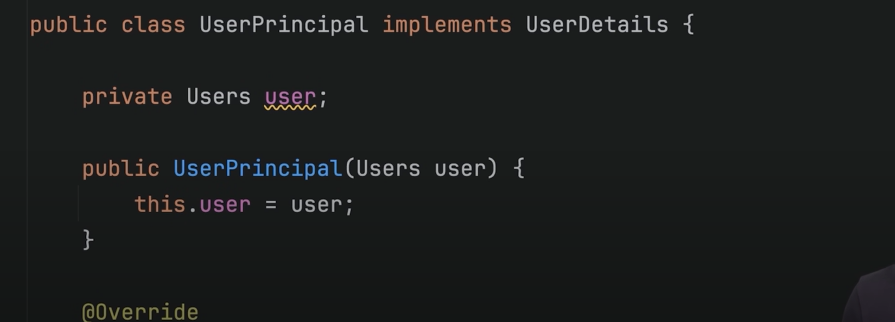 public class UserPrincipal implements UserDetails {
private Users user;
public UserPrincipal(Users user) {
this.user = user;
}
@Override